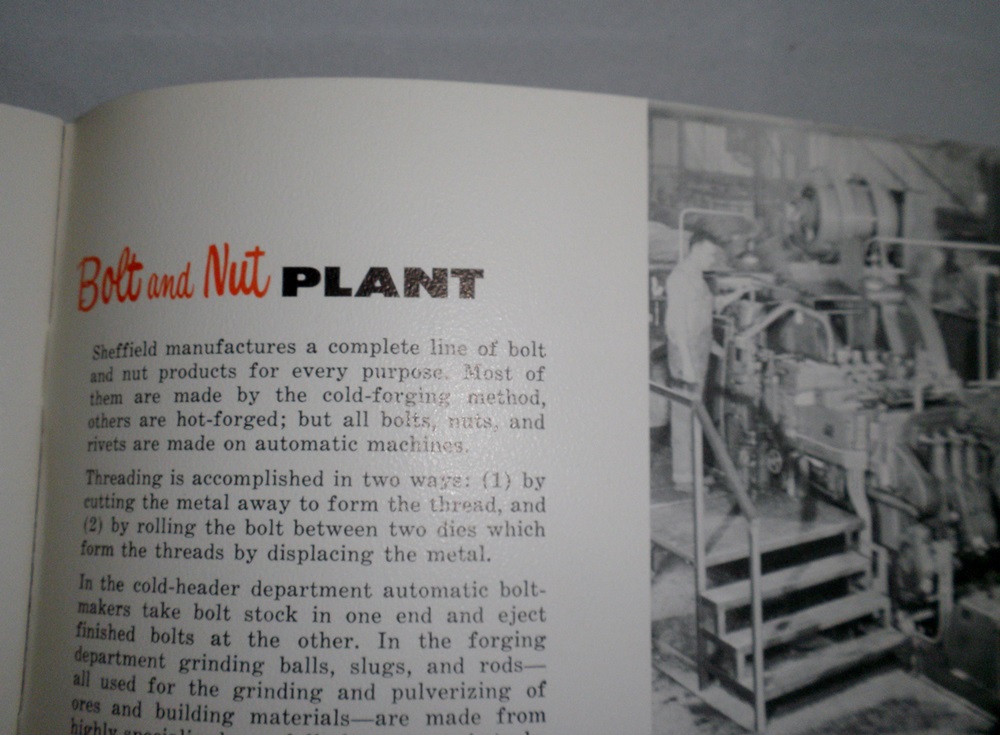 Bolt and Nut PLANT
Sheffield manufactures a complete line of bolt
and nut products for every purpose. Most of
them are made by the cold-forging method,
others are hot-forged; but all bolts, nuts, and
rivets are made on automatic machines.
Threading is accomplished in two ways: (1) by
cutting the metal away to form the thread, and
(2) by rolling the bolt between two dies which
form the threads by displacing the metal.
In the cold-header department automatic bolt-
makers take bolt stock in one end and eject
finished bolts at the other. In the forging
department grinding balls, slugs, and rods—
all used for the grinding and pulverizing of
ores and building materials—are made from
highly